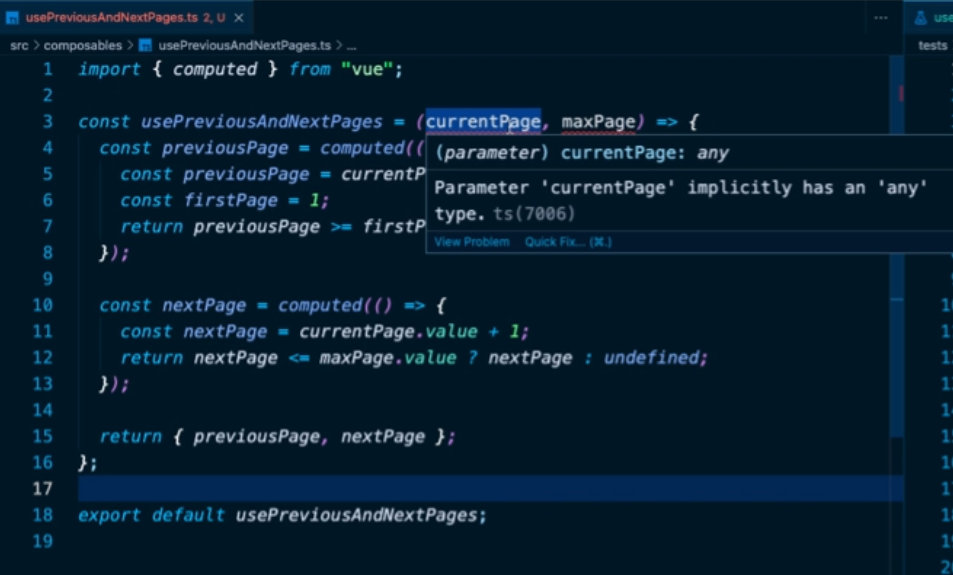 usePreviousAndNextPages.ts 2, U ×
···
use
src > composables > usePreviousAndNextPages.ts > ...
tests
1 import { computed } from "vue";
2
3 const usePreviousAndNextPages = (currentPage, maxPage) => {
4 const previousPage = computed((
(parameter) currentPage: any
5 const previousPage = currentP
Parameter 'currentPage' implicitly has an 'any'
6 const firstPage = 1;
type. ts(7006)
7 return previousPage >= firstP
View Problem Quick Fix... (⌘.)
8 });
9
10 const nextPage = computed(() => {
11 const nextPage = currentPage.value + 1;
12 return nextPage <= maxPage.value ? nextPage : undefined;
13 });
14
15 return { previousPage, nextPage };
16 };
17
18 export default usePreviousAndNextPages;
19